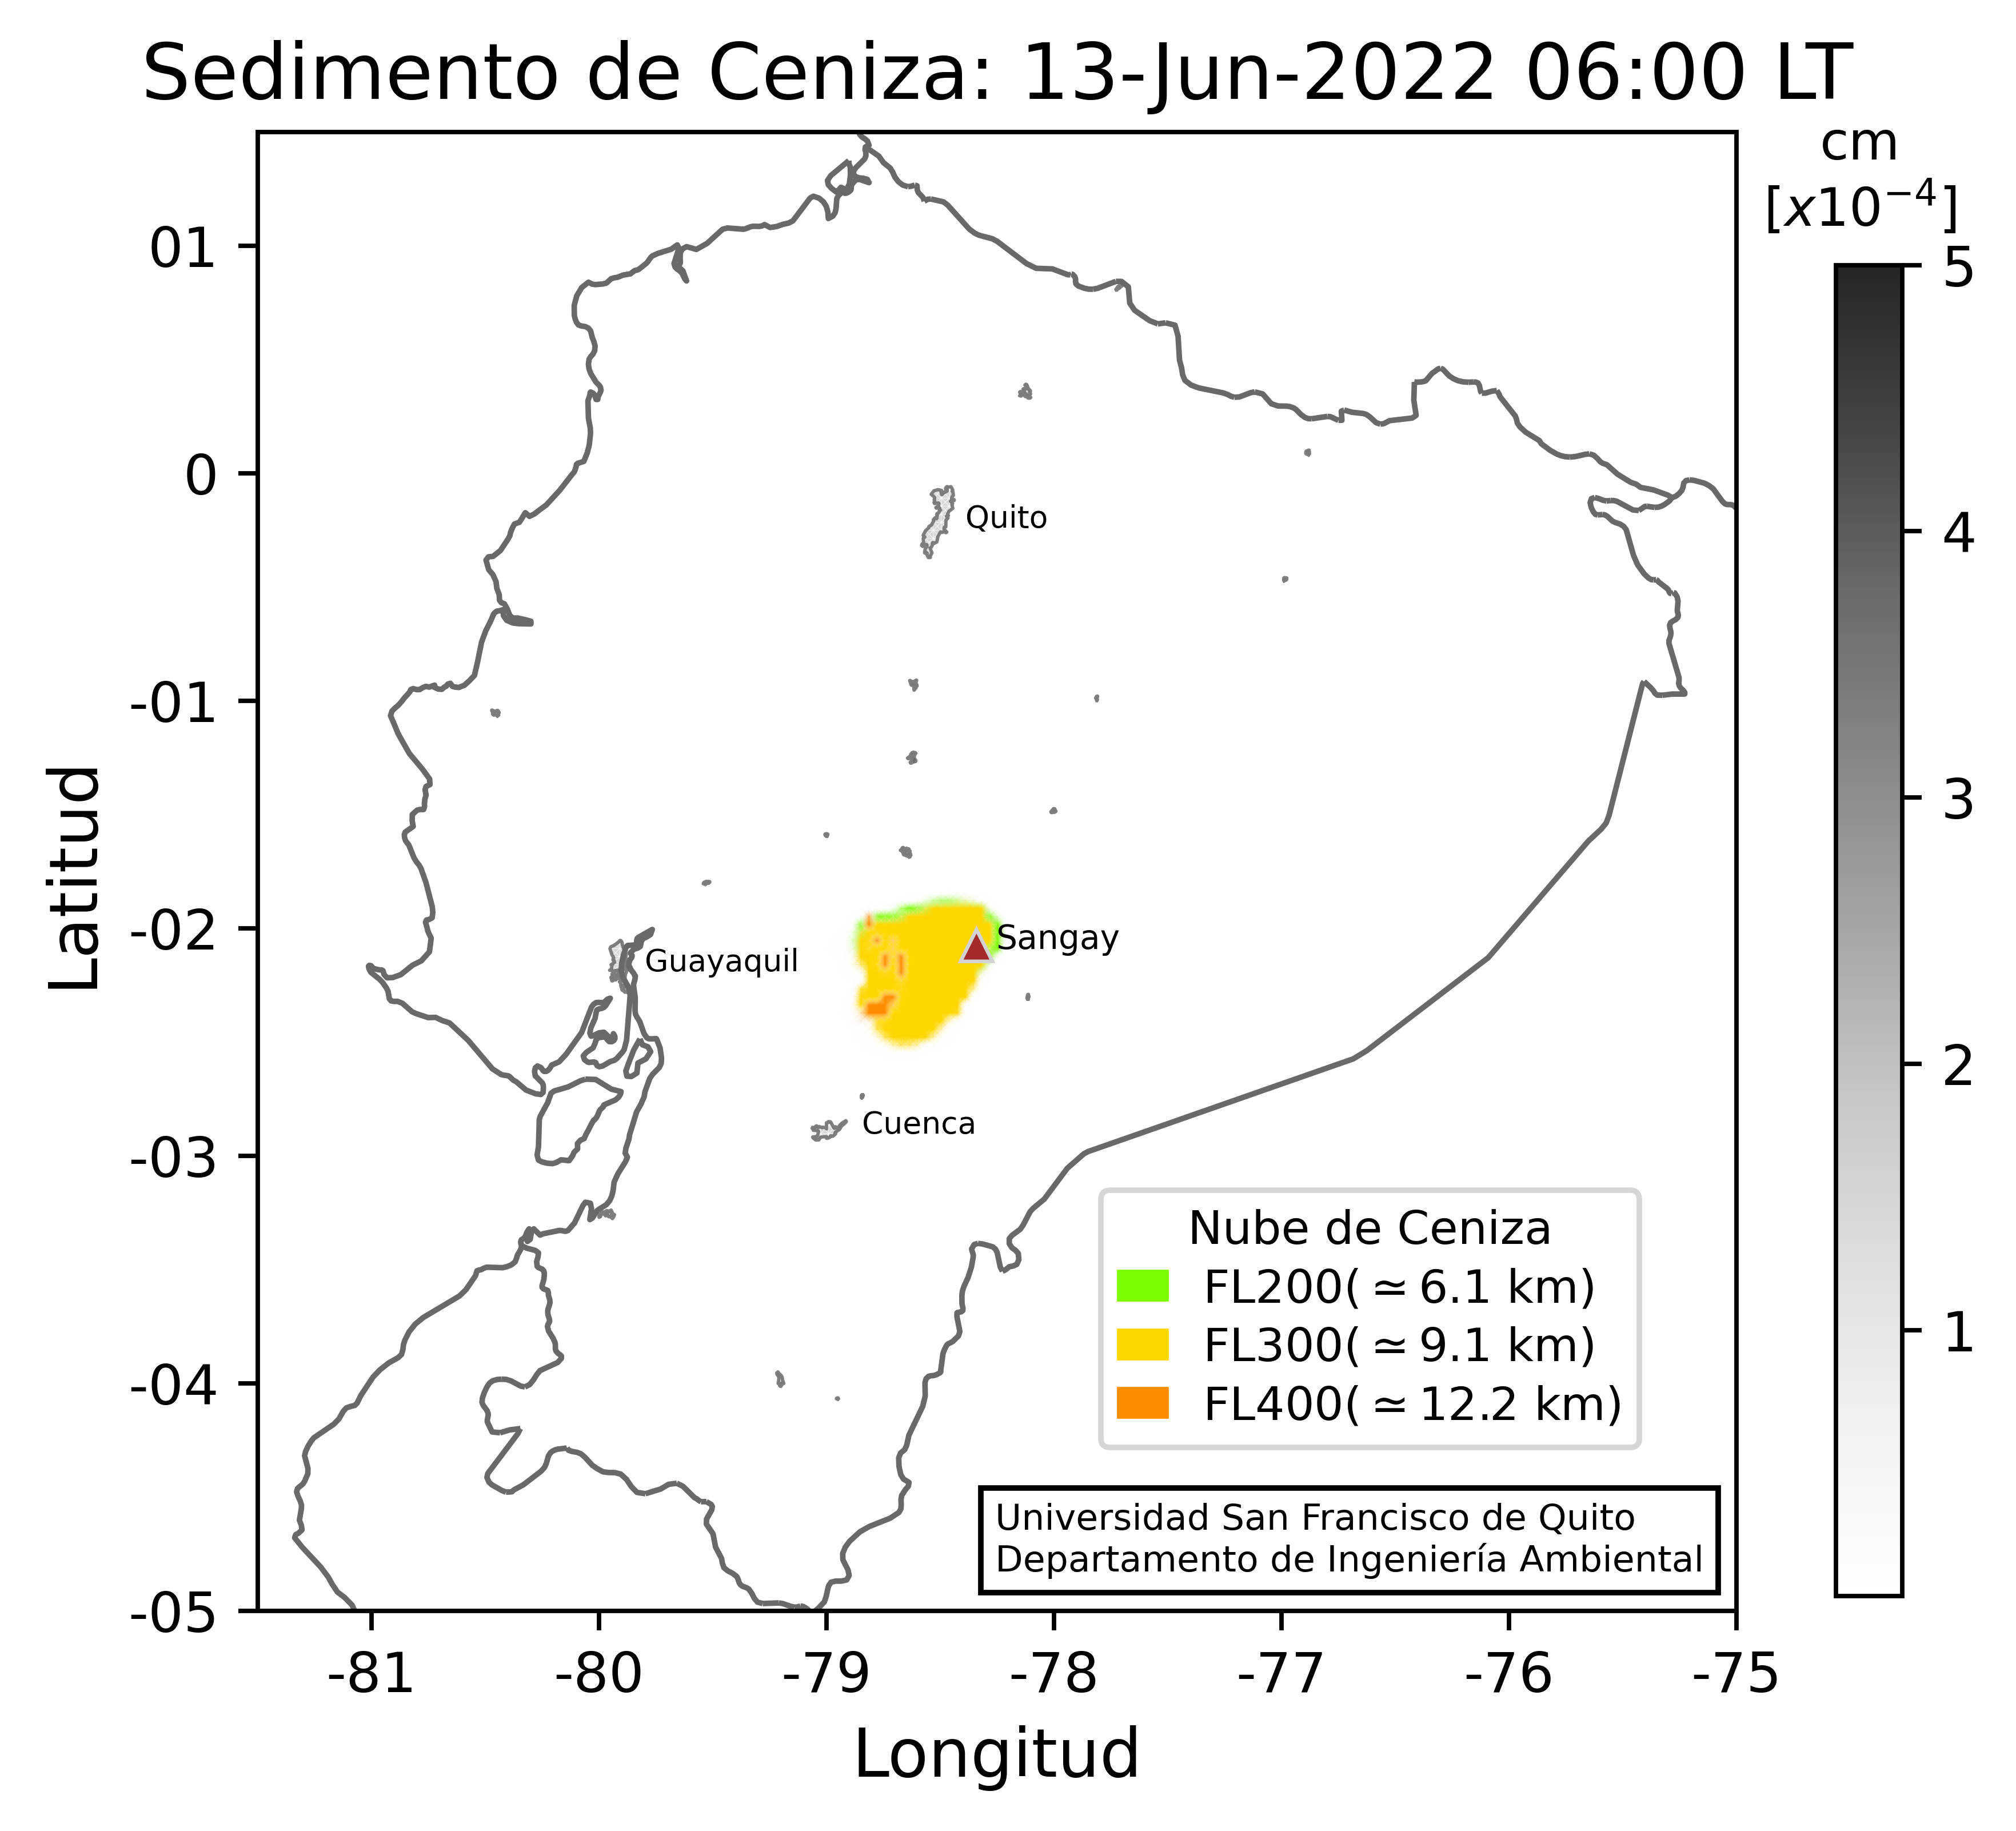 Sedimento de Ceniza: 13-Jun-2022 06:00 LT
cm
[x10⁻⁴]
5
4
3
2
1
01
0
-01
-02
-03
-04
-05
Latitud
Quito
Sangay
Guayaquil
Cuenca
Nube de Ceniza
FL200(≃6.1 km)
FL300(≃9.1 km)
FL400(≃12.2 km)
Universidad San Francisco de Quito
Departamento de Ingeniería Ambiental
-81 -80 -79 -78 -77 -76 -75
Longitud